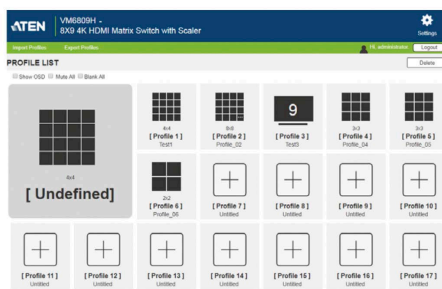 ATEN
VM6809H -
8X9 4K HDMI Matrix Switch with Scaler
Settings
Import Profiles Export Profiles
Hi, administrator Logout
PROFILE LIST
Delete
Show OSD Mute All Blank All
4x4
[ Undefined]
4x4
[ Profile 1 ]
Test1
[ Profile 2 ]
Profile_02
9
[ Profile 3 ]
Test3
3x3
[ Profile 4 ]
Profile_04
3x3
[ Profile 5 ]
Profile_05
2x2
[ Profile 6 ]
Profile_06
[ Profile 7 ]
Untitled
[ Profile 8 ]
Untitled
[ Profile 9 ]
Untitled
[ Profile 10 ]
Untitled
[ Profile 11 ]
Untitled
[ Profile 12 ]
Untitled
[ Profile 13 ]
Untitled
[ Profile 14 ]
Untitled
[ Profile 15 ]
Untitled
[ Profile 16 ]
Untitled
[ Profile 17 ]
Untitled